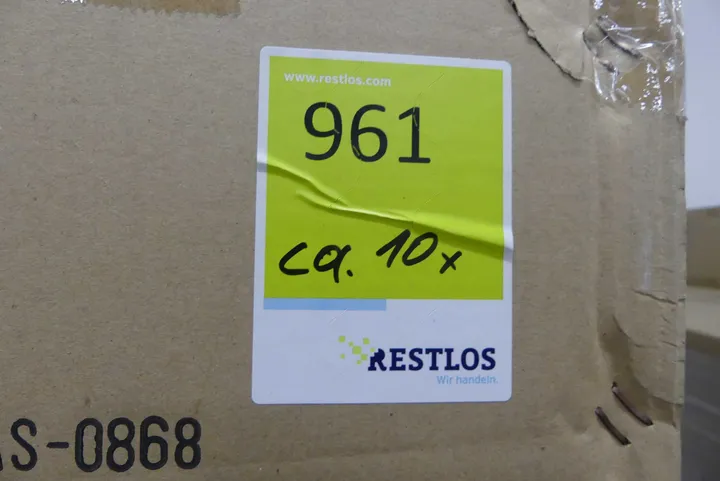 www.restlos.com
961
ca. 10x
RESTLOS
Wir handeln.
S-0868